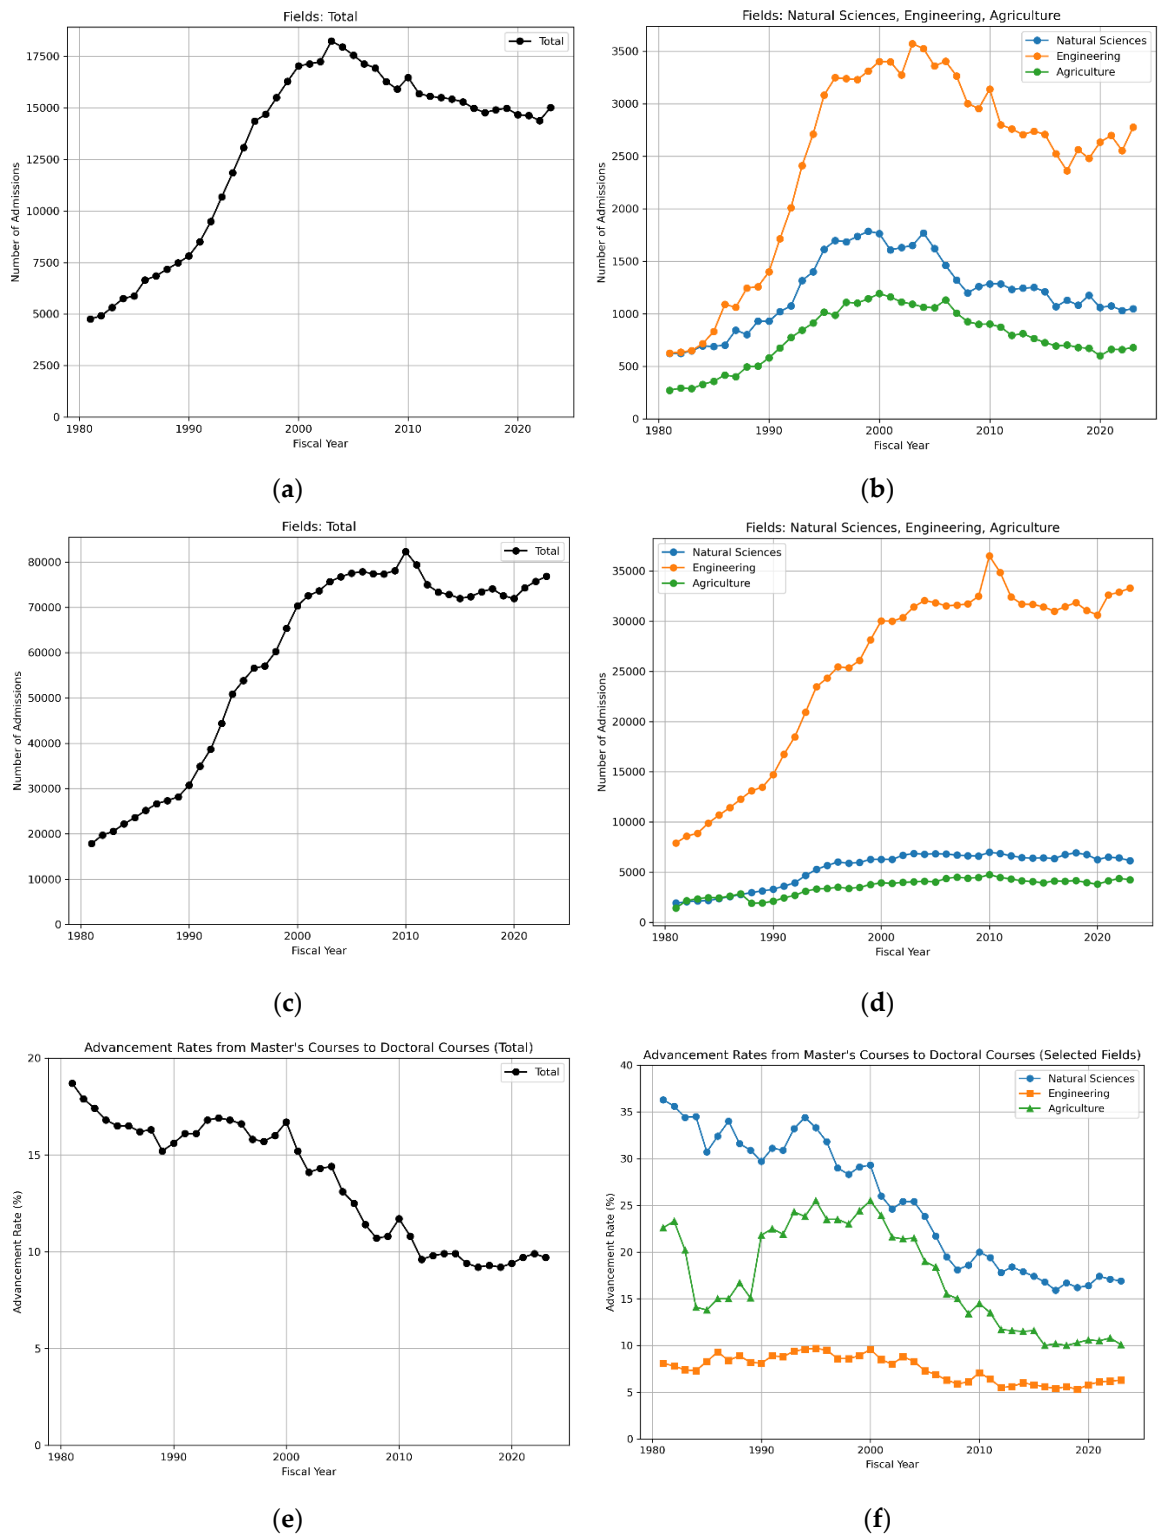 Fields: Total
Total
17500
15000
12500
10000
7500
5000
2500
0
Number of Admissions
1980 1990 2000 2010 2020
Fiscal Year
(a)
Fields: Natural Sciences, Engineering, Agriculture
Natural Sciences
Engineering
Agriculture
3500
3000
2500
2000
1500
1000
500
0
Number of Admissions
1980 1990 2000 2010 2020
Fiscal Year
(b)
Fields: Total
Total
80000
70000
60000
50000
40000
30000
20000
10000
0
Number of Admissions
1980 1990 2000 2010 2020
Fiscal Year
(c)
Fields: Natural Sciences, Engineering, Agriculture
Natural Sciences
Engineering
Agriculture
35000
30000
25000
20000
15000
10000
5000
0
Number of Admissions
1980 1990 2000 2010 2020
Fiscal Year
(d)
Advancement Rates from Master's Courses to Doctoral Courses (Total)
Total
20
15
10
5
0
Advancement Rate (%)
1980 1990 2000 2010 2020
Fiscal Year
(e)
Advancement Rates from Master's Courses to Doctoral Courses (Selected Fields)
Natural Sciences
Engineering
Agriculture
40
35
30
25
20
15
10
5
0
Advancement Rate (%)
1980 1990 2000 2010 2020
Fiscal Year
(f)